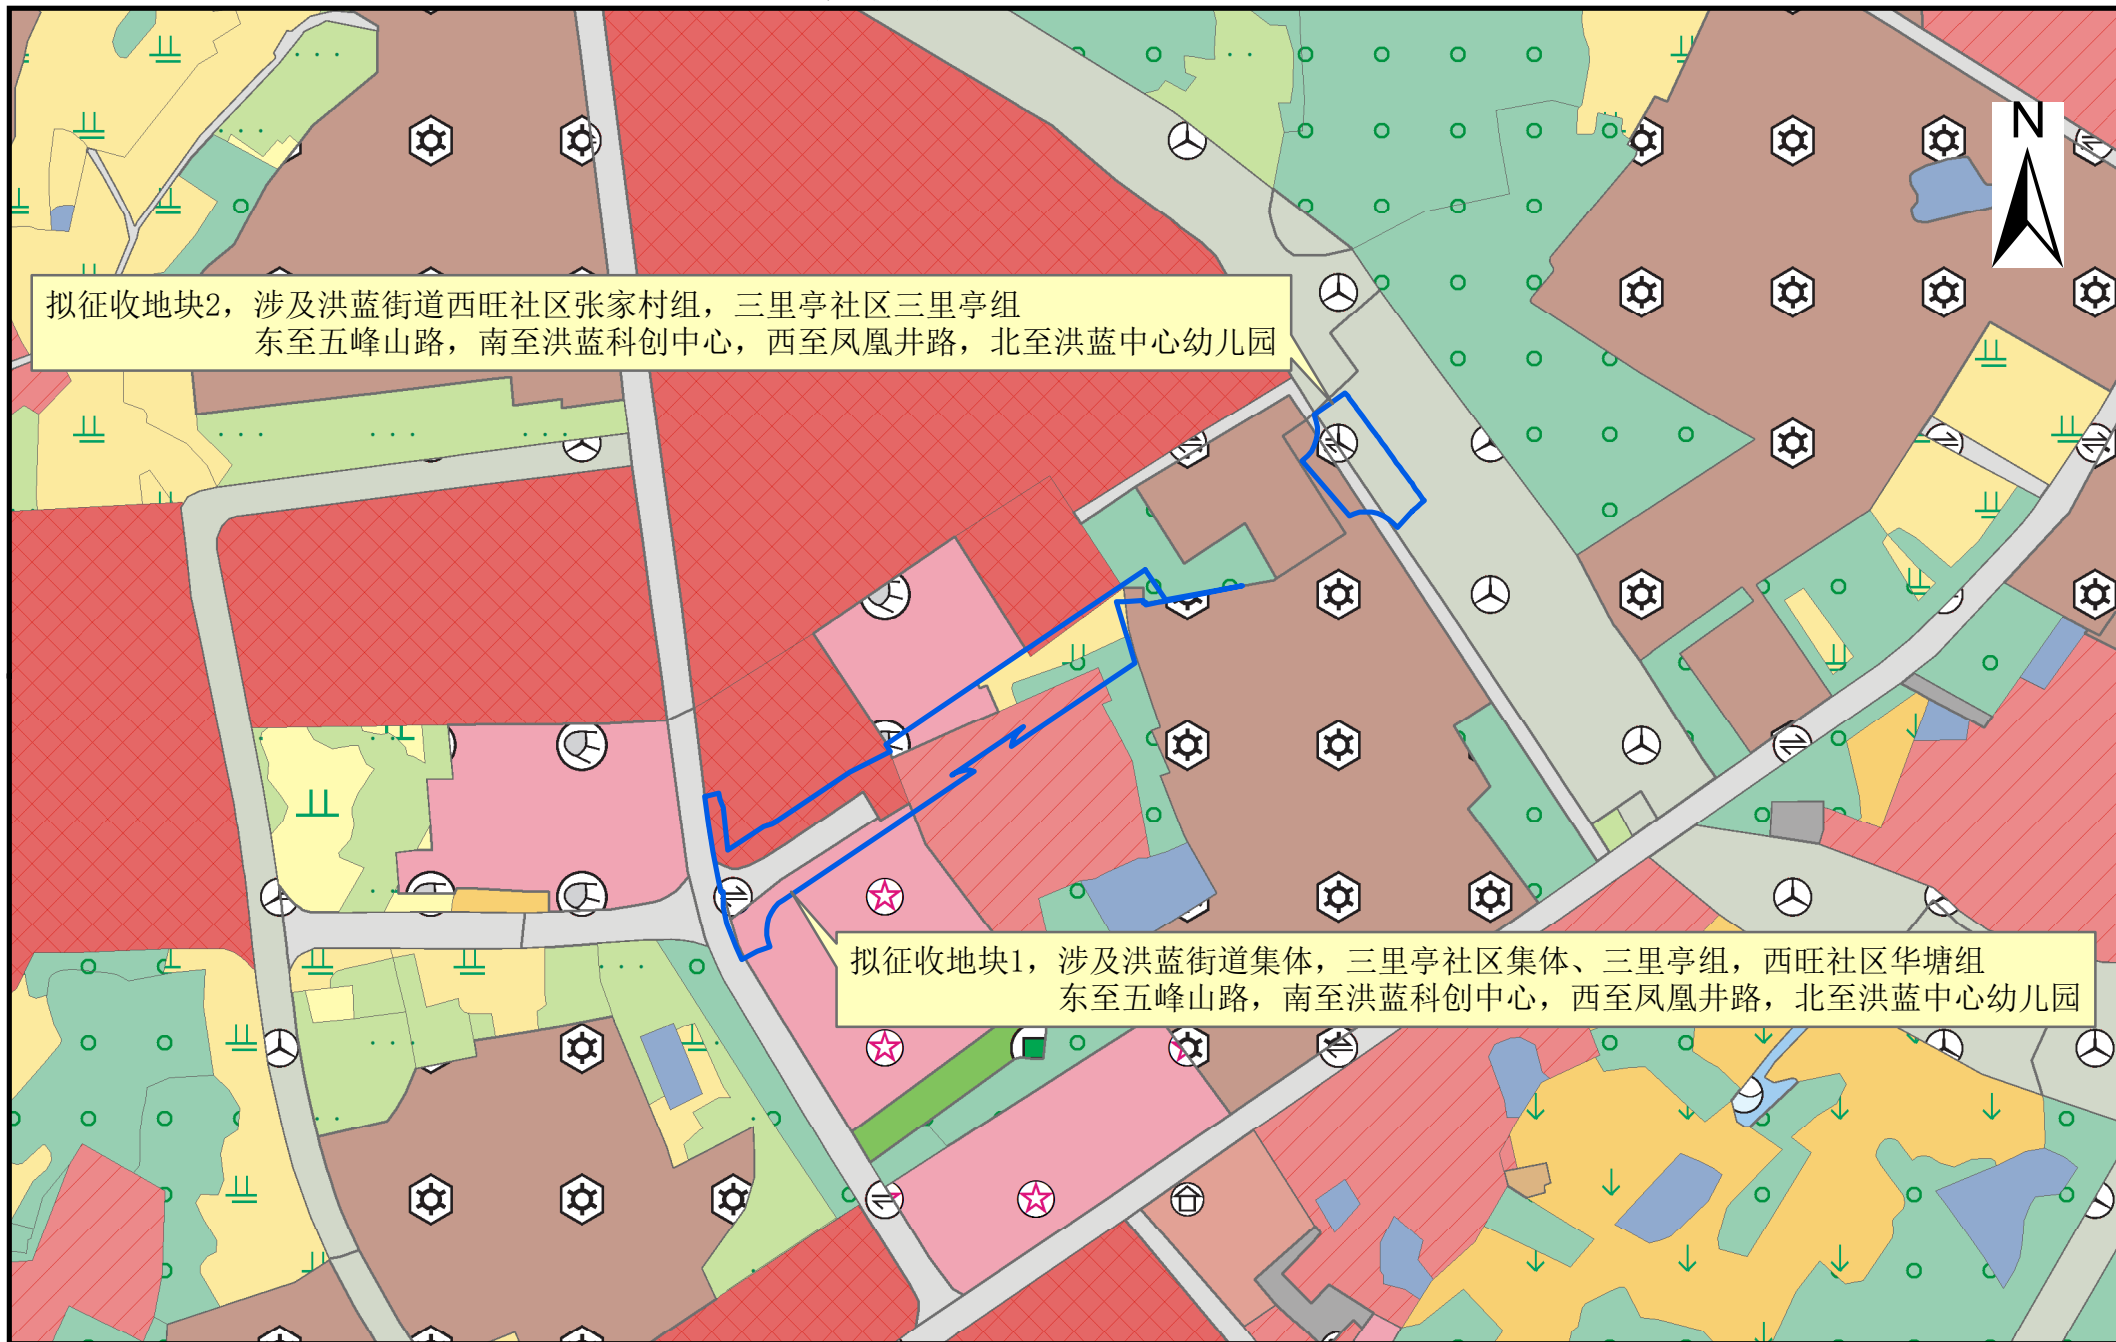 N
拟征收地块2，涉及洪蓝街道西旺社区张家村组，三里亭社区三里亭组
东至五峰山路，南至洪蓝科创中心，西至凤凰井路，北至洪蓝中心幼儿园
拟征收地块1，涉及洪蓝街道集体，三里亭社区集体、三里亭组，西旺社区华塘组
东至五峰山路，南至洪蓝科创中心，西至凤凰井路，北至洪蓝中心幼儿园